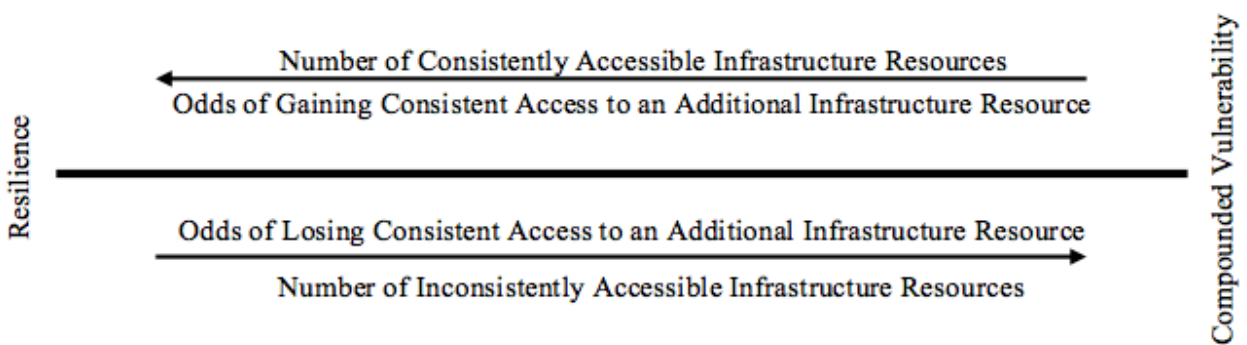 Number of Consistently Accessible Infrastructure Resources
Odds of Gaining Consistent Access to an Additional Infrastructure Resource
Resilience
Compounded Vulnerability
Odds of Losing Consistent Access to an Additional Infrastructure Resource
Number of Inconsistently Accessible Infrastructure Resources